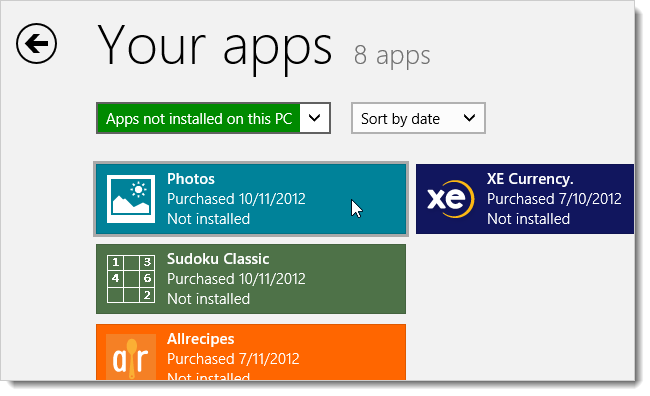 Your apps 8 apps
Apps not installed on this PC
Sort by date
Photos
Purchased 10/11/2012
Not installed
xe
XE Currency.
Purchased 7/10/2012
Not installed
1 3
4 6
2
Sudoku Classic
Purchased 10/11/2012
Not installed
ar
Allrecipes
Purchased 7/11/2012
Not installed